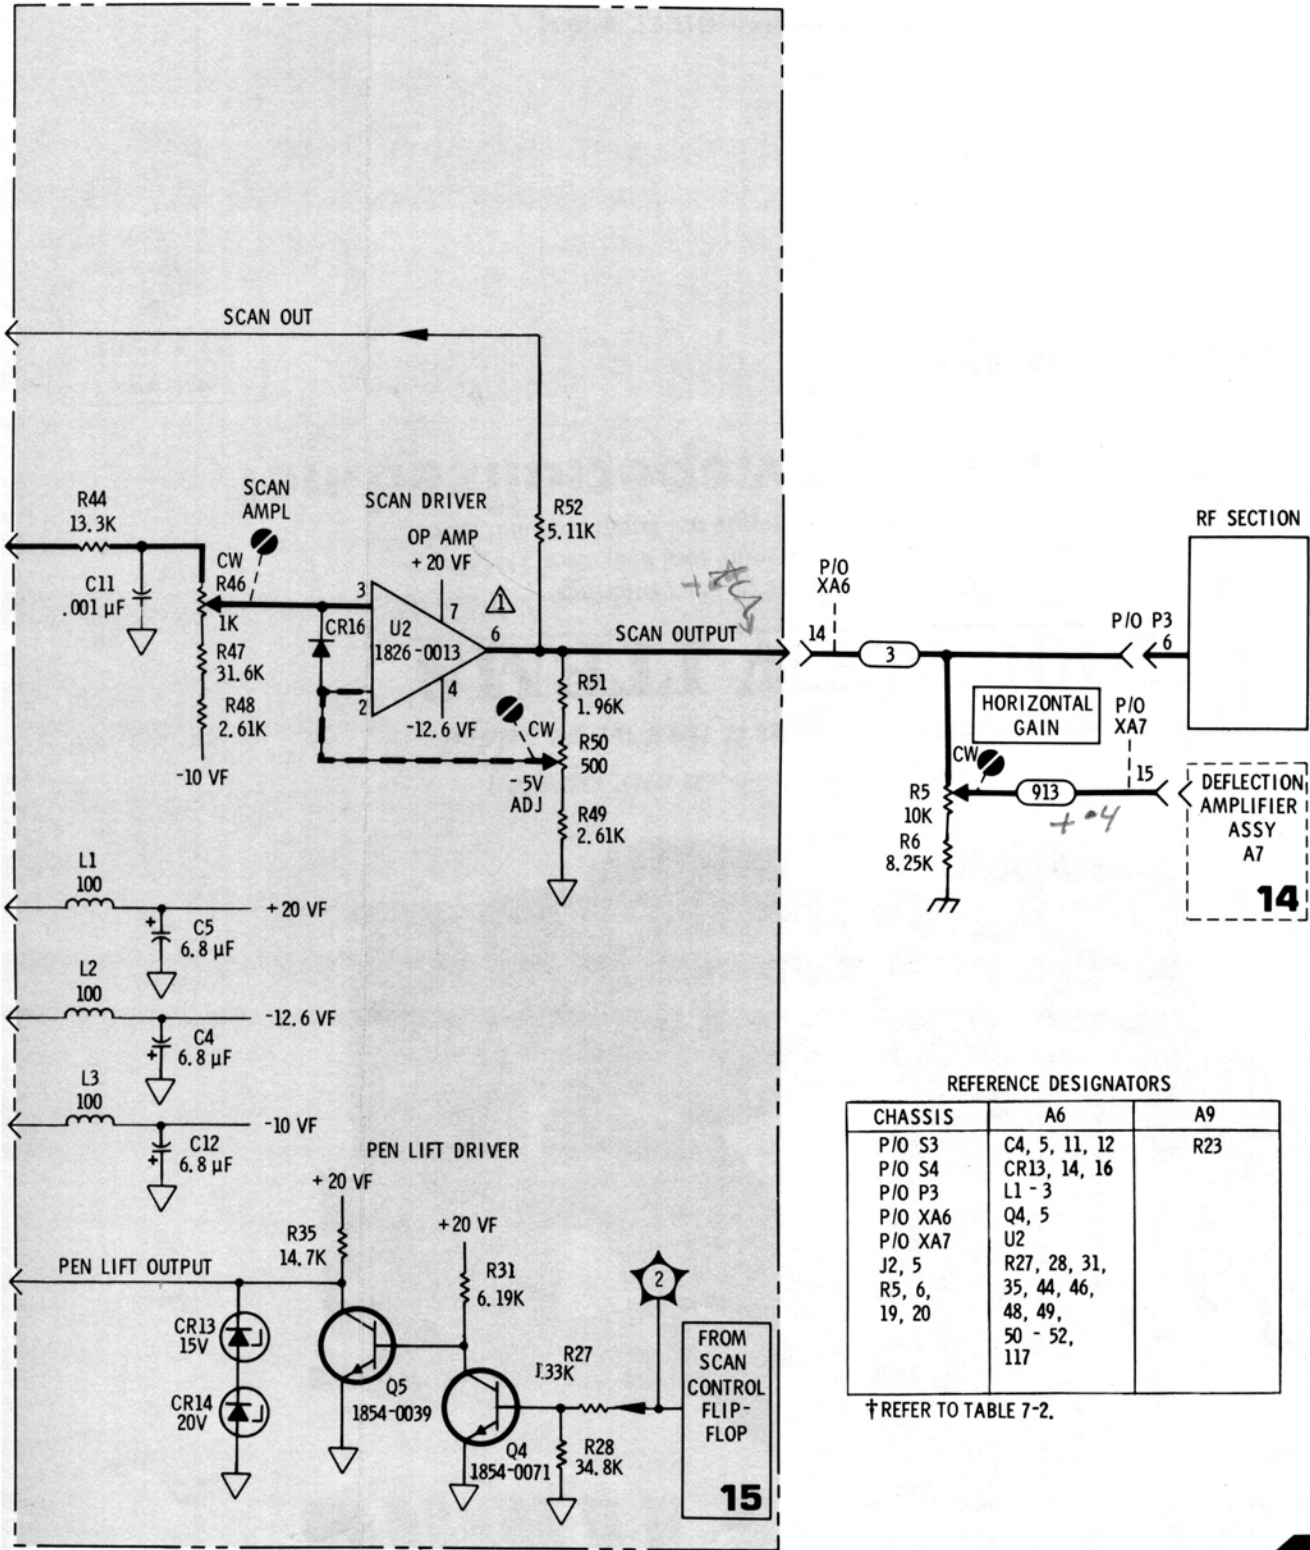 SCAN OUT
R44
13.3K
C11
.001 µF
SCAN
AMPL
CW
R46
1K
R47
31.6K
R48
2.61K
-10 VF
SCAN DRIVER
OP AMP
+20 VF
3
7
U2
1826-0013
CR16
2
4
-12.6 VF
1
6
R52
5.11K
SCAN OUTPUT
R51
1.96K
CW
R50
500
-5V
ADJ
R49
2.61K
P/O
XA6
14
3
P/O P3
6
RF SECTION
HORIZONTAL
GAIN
P/O
XA7
CW
R5
10K
913
15
+.4
R6
8.25K
DEFLECTION
AMPLIFIER
ASSY
A7
14
L1
100
+20 VF
+
C5
6.8 µF
L2
100
-12.6 VF
+
C4
6.8 µF
L3
100
-10 VF
+
C12
6.8 µF
PEN LIFT DRIVER
+20 VF
R35
14.7K
+20 VF
R31
6.19K
PEN LIFT OUTPUT
CR13
15V
CR14
20V
Q5
1854-0039
Q4
1854-0071
R27
1.33K
R28
34.8K
2
FROM
SCAN
CONTROL
FLIP-
FLOP
15
REFERENCE DESIGNATORS
CHASSIS A6 A9
P/O S3 C4, 5, 11, 12 R23
P/O S4 CR13, 14, 16
P/O P3 L1 - 3
P/O XA6 Q4, 5
P/O XA7 U2
J2, 5 R27, 28, 31,
R5, 6, 35, 44, 46,
19, 20 48, 49,
50 - 52,
117
†REFER TO TABLE 7-2.